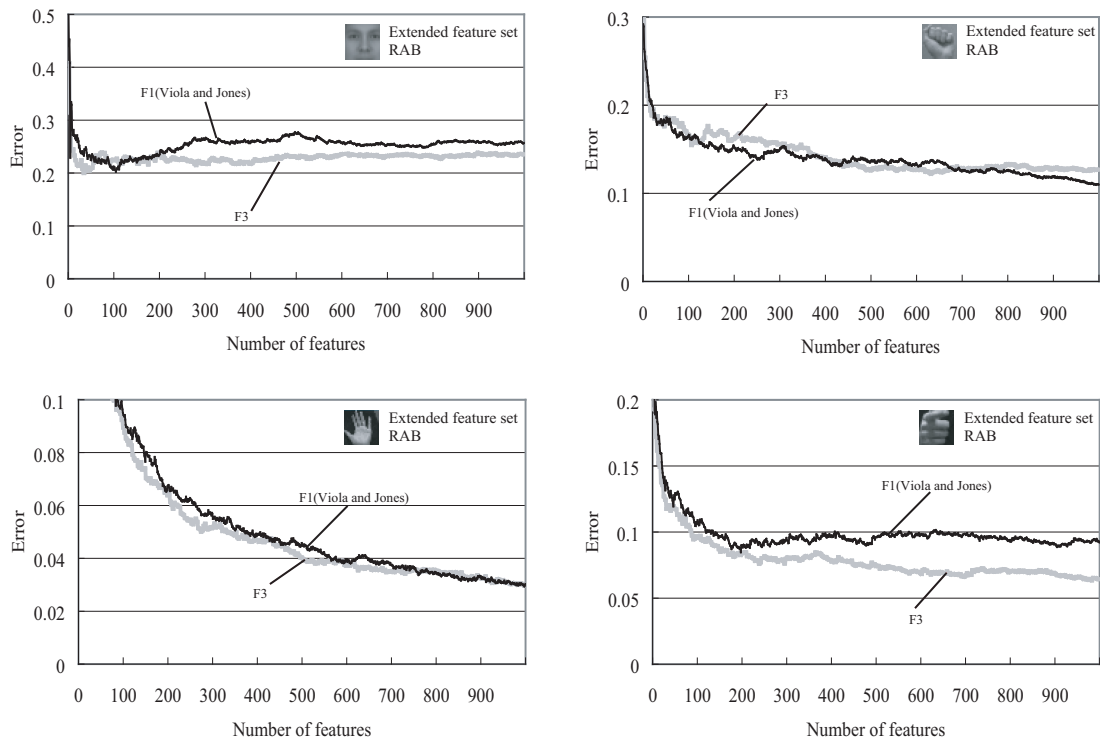 0.5
0.4
0.3
0.2
0.1
0
Error
Extended feature set
RAB
F1(Viola and Jones)
F3
0 100 200 300 400 500 600 700 800 900
Number of features
0.3
0.2
0.1
0
Error
Extended feature set
RAB
F3
F1(Viola and Jones)
0 100 200 300 400 500 600 700 800 900
Number of features
0.1
0.08
0.06
0.04
0.02
0
Error
Extended feature set
RAB
F1(Viola and Jones)
F3
0 100 200 300 400 500 600 700 800 900
Number of features
0.2
0.15
0.1
0.05
0
Error
Extended feature set
RAB
F1(Viola and Jones)
F3
0 100 200 300 400 500 600 700 800 900
Number of features